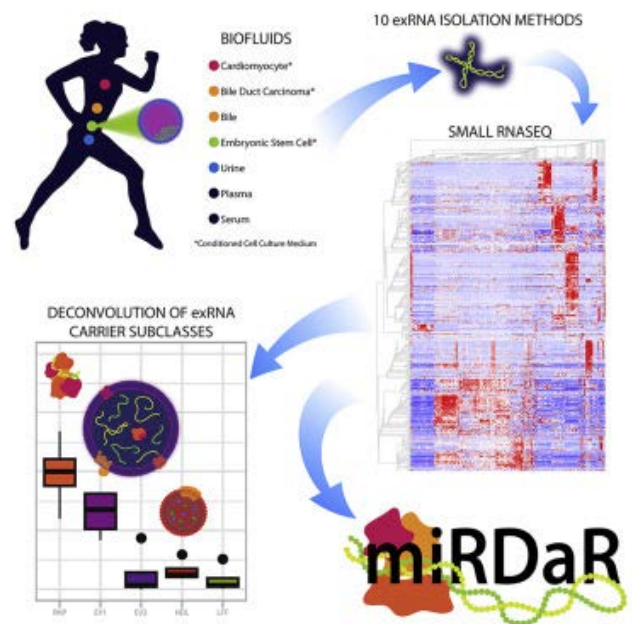 10 exRNA ISOLATION METHODS
BIOFLUIDS
Cardiomyocyte*
Bile Duct Carcinoma*
Bile
Embryonic Stem Cell*
Urine
Plasma
Serum
*Conditioned Cell Culture Medium
SMALL RNASEQ
DECONVOLUTION OF exRNA
CARRIER SUBCLASSES
miRDaR